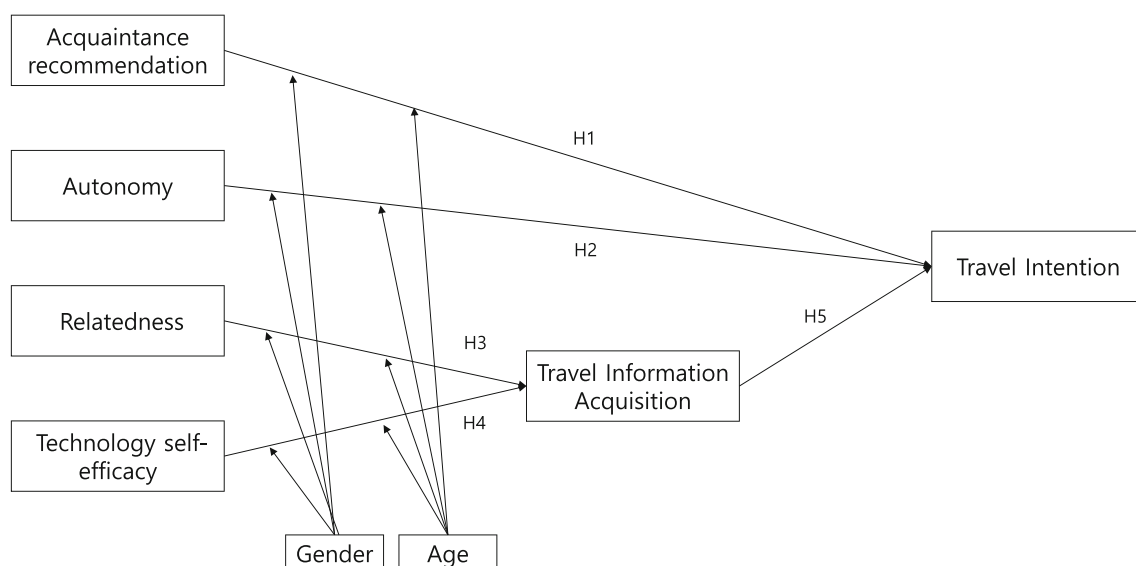 Acquaintance
recommendation
H1
Autonomy
H2
Travel Intention
Relatedness
H3
H5
Travel Information
Acquisition
H4
Technology self-
efficacy
Gender
Age